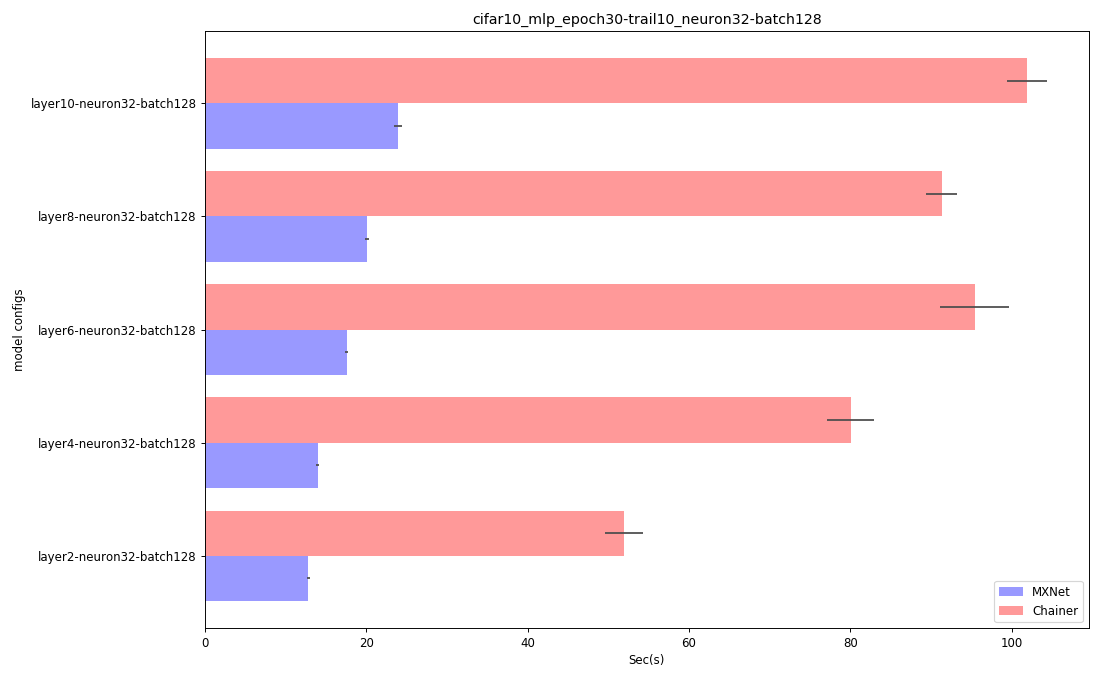 cifar10_mlp_epoch30-trail10_neuron32-batch128
layer10-neuron32-batch128
layer8-neuron32-batch128
layer6-neuron32-batch128
layer4-neuron32-batch128
layer2-neuron32-batch128
model configs
MXNet
Chainer
0 20 40 60 80 100
Sec(s)